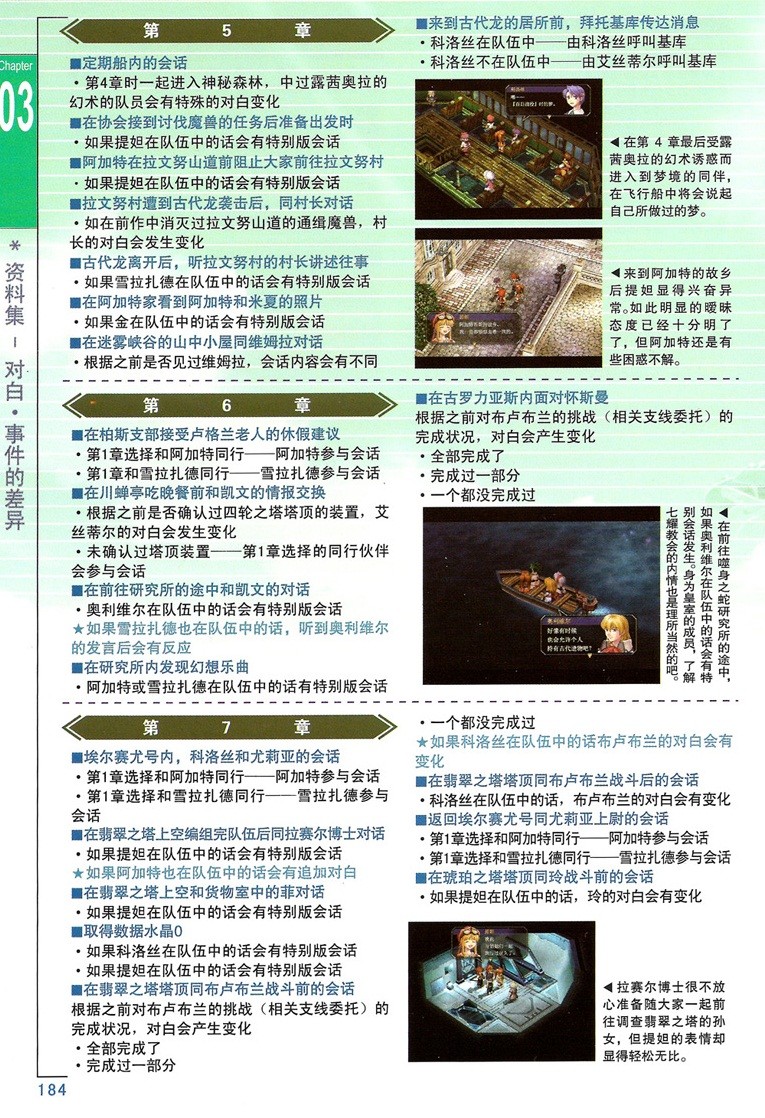 Chapter
03
*资料集－对白·事件的差异
第5章
■定期船内的会话
·第4章时一起进入神秘森林，中过露茜奥拉的
幻术的队员会有特殊的对白变化
■在协会接到讨伐魔兽的任务后准备出发时
·如果提妲在队伍中的话会有特别版会话
■阿加特在拉文努山道前阻止大家前往拉文努村
·如果提妲在队伍中的话会有特别版会话
■拉文努村遭到古代龙袭击后，同村长对话
·如在前作中消灭过拉文努山道的通缉魔兽，村
长的对白会发生变化
■古代龙离开后，听拉文努村的村长讲述往事
·如果雪拉扎德在队伍中的话会有特别版会话
■在阿加特家看到阿加特和米夏的照片
·如果金在队伍中的话会有特别版会话
■在迷雾峡谷的山中小屋同维姆拉对话
·根据之前是否见过维姆拉，会话内容会有不同
■来到古代龙的居所前，拜托基库传达消息
·科洛丝在队伍中——由科洛丝呼叫基库
·科洛丝不在队伍中——由艾丝蒂尔呼叫基库
◀在第4章最后受露
茜奥拉的幻术诱惑而
进入到梦境的同伴，
在飞行船中将会说起
自己所做过的梦。
◀来到阿加特的故乡
后提妲显得兴奋异
常。如此明显的暧昧
态度已经十分明了
了，但阿加特还是有
些困惑不解。
第6章
■在柏斯支部接受卢格兰老人的休假建议
·第1章选择和阿加特同行——阿加特参与会话
·第1章和雪拉扎德同行——雪拉扎德参与会话
■在川蝉亭吃晚餐前和凯文的情报交换
·根据之前是否确认过四轮之塔塔顶的装置，艾
丝蒂尔的对白会发生变化
·未确认过塔顶装置——第1章选择的同行伙伴
会参与会话
■在前往研究所的途中和凯文的对话
·奥利维尔在队伍中的话会有特别版会话
★如果雪拉扎德也在队伍中的话，听到奥利维尔
的发言后会有反应
■在研究所内发现幻想乐曲
·阿加特或雪拉扎德在队伍中的话有特别版会话
■在古罗力亚斯内面对怀斯曼
根据之前对布卢布兰的挑战（相关支线委托）的
完成状况，对白会产生变化
·全部完成了
·完成过一部分
·一个都没完成过
奥利维尔
好像有时候
也会允许个人
持有古代遗物吧？
◀在前往噬身之蛇研究所的途中，
如果奥利维尔在队伍中的话会有特
别会话发生。身为皇室的成员，了解
七耀教会的内情也是理所当然的吧。
第7章
■埃尔赛尤号内，科洛丝和尤莉亚的会话
·第1章选择和阿加特同行——阿加特参与会话
·第1章选择和雪拉扎德同行——雪拉扎德参与
会话
■在翡翠之塔上空编组完队伍后同拉赛尔博士对话
·如果提妲在队伍中的话会有特别版会话
★如果阿加特也在队伍中的话会有追加对白
■在翡翠之塔上空和货物室中的菲对话
·如果提妲在队伍中的话会有特别版会话
■取得数据水晶0
·如果科洛丝在队伍中的话会有特别版会话
·如果提妲在队伍中的话会有特别版会话
■在翡翠之塔塔顶同布卢布兰战斗前的会话
根据之前对布卢布兰的挑战（相关支线委托）的
完成状况，对白会产生变化
·全部完成了
·完成过一部分
·一个都没完成过
★如果科洛丝在队伍中的话布卢布兰的对白会有
变化
■在翡翠之塔塔顶同布卢布兰战斗后的会话
·科洛丝在队伍中的话，布卢布兰的对白会有变化
■返回埃尔赛尤号同尤莉亚上尉的会话
·第1章选择和阿加特同行——阿加特参与会话
·第1章选择和雪拉扎德同行——雪拉扎德参与会话
■在琥珀之塔塔顶同玲战斗前的会话
·如果提妲在队伍中的话，玲的对白会有变化
◀拉赛尔博士很不放
心准备随大家一起前
往调查翡翠之塔的孙
女，但提妲的表情却
显得轻松无比。
184